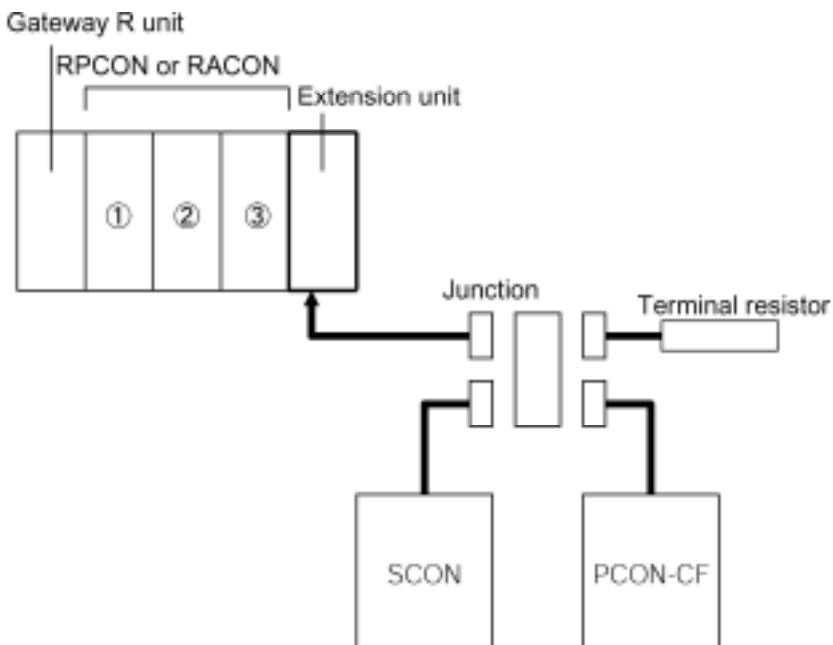 Gateway R unit
RPCON or RACON
Extension unit
① ② ③
Junction
Terminal resistor
SCON
PCON-CF